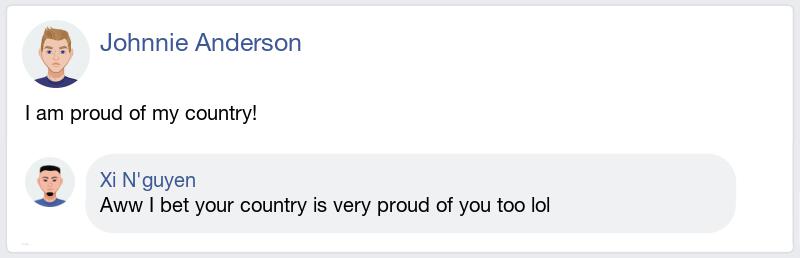 Johnnie Anderson
I am proud of my country!
Xi N'guyen
Aww I bet your country is very proud of you too lol